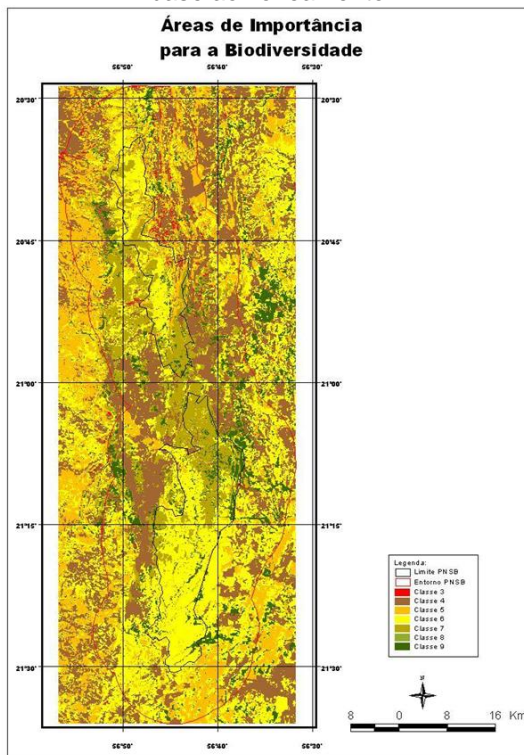 Áreas de Importância
para a Biodiversidade
56°50' 56°40' 56°30'
20°30' 20°30'
20°45' 20°45'
21°00' 21°00'
21°15' 21°15'
21°30' 21°30'
56°50' 56°40' 56°30'
Legenda:
Limite PNSB
Entorno PNSB
Classe 3
Classe 4
Classe 5
Classe 6
Classe 7
Classe 8
Classe 9
N
8 0 8 16 Km